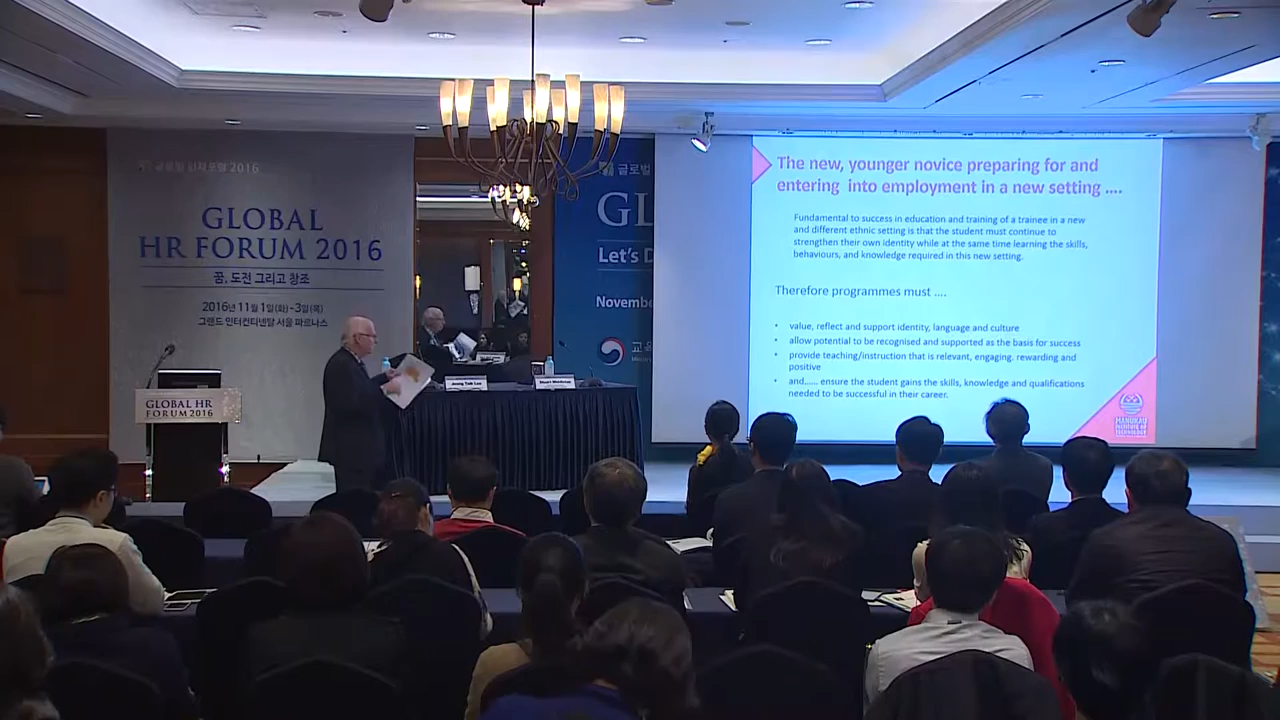 글로벌 인재포럼 2016
GLOBAL
HR FORUM 2016
꿈, 도전 그리고 창조
2016년 11월 1일(화)~3일(목)
그랜드 인터컨티넨탈 서울 파르나스
GLOBAL HR
FORUM 2016
글로벌
GL
Let's D
Novembe
교육
Stuart Middleton
The new, younger novice preparing for and
entering into employment in a new setting ....
Fundamental to success in education and training of a trainee in a new
and different ethnic setting is that the student must continue to
strengthen their own identity while at the same time learning the skills,
behaviours, and knowledge required in this new setting.
Therefore programmes must ....
• value, reflect and support identity, language and culture
• allow potential to be recognised and supported as the basis for success
• provide teaching/instruction that is relevant, engaging. rewarding and
positive
• and...... ensure the student gains the skills, knowledge and qualifications
needed to be successful in their career.
MANUKAU
INSTITUTE OF
TECHNOLOGY